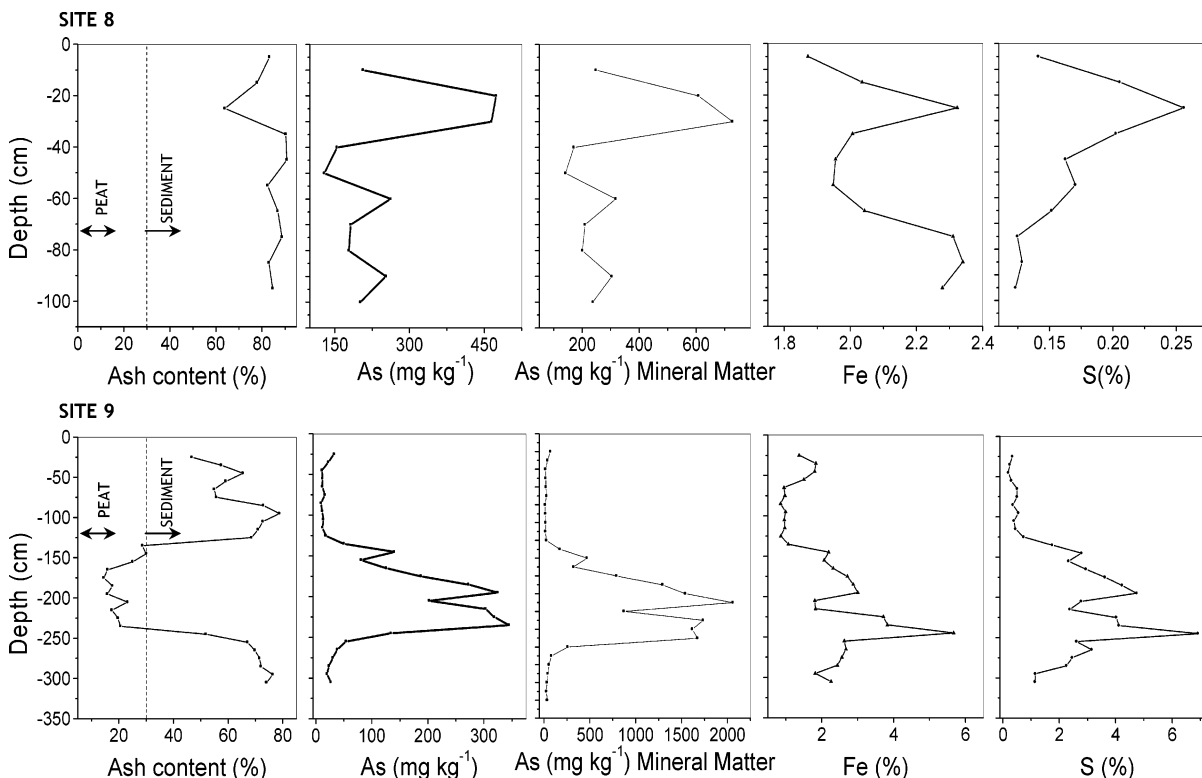 SITE 8
0
-20
-40
-60
-80
-100
Depth (cm)
PEAT
SEDIMENT
0 20 40 60 80
150 300 450
200 400 600
1.8 2.0 2.2 2.4
0.15 0.20 0.25
Ash content (%)
As (mg kg⁻¹)
As (mg kg⁻¹) Mineral Matter
Fe (%)
S(%)
SITE 9
0
-50
-100
-150
-200
-250
-300
-350
Depth (cm)
PEAT
SEDIMENT
20 40 60 80
0 100 200 300
0 500 1000 1500 2000
2 4 6
0 2 4 6
Ash content (%)
As (mg kg⁻¹)
As (mg kg⁻¹) Mineral Matter
Fe (%)
S (%)